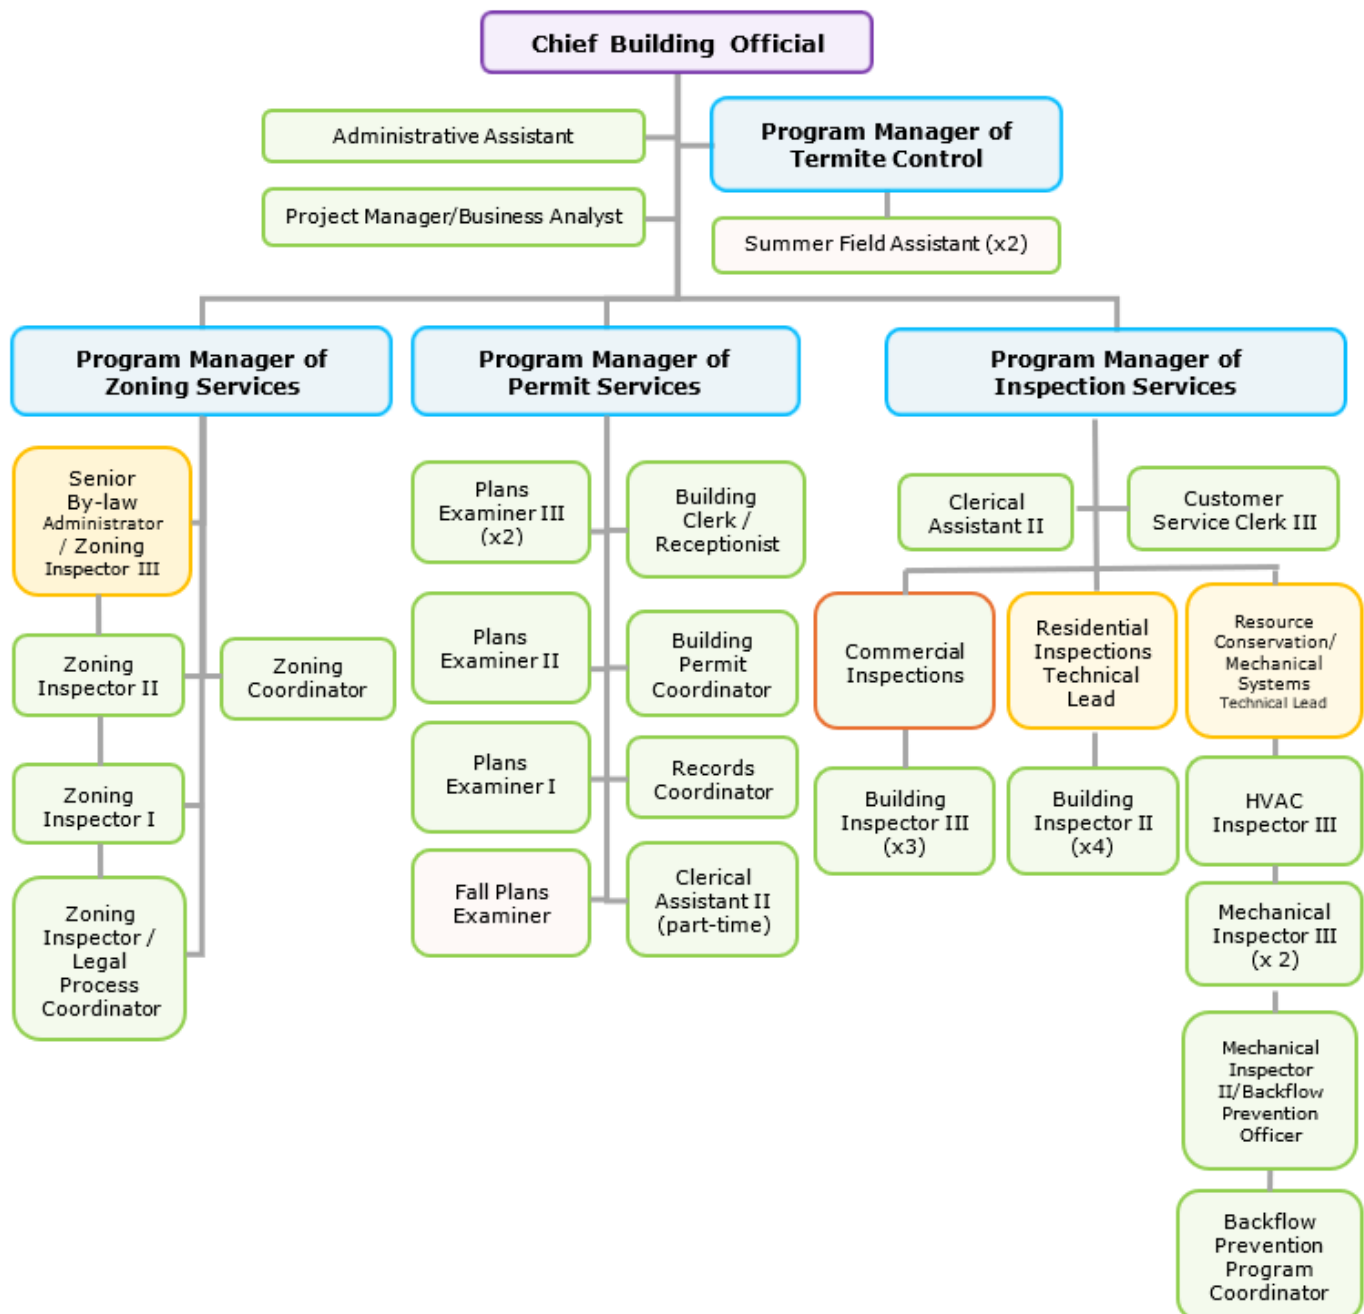 Chief Building Official
Administrative Assistant
Program Manager of
Termite Control
Project Manager/Business Analyst
Summer Field Assistant (x2)
Program Manager of
Zoning Services
Program Manager of
Permit Services
Program Manager of
Inspection Services
Senior
By-law
Administrator
/ Zoning
Inspector III
Zoning
Inspector II
Zoning
Coordinator
Zoning
Inspector I
Zoning
Inspector /
Legal
Process
Coordinator
Plans
Examiner III
(x2)
Building
Clerk /
Receptionist
Plans
Examiner II
Building
Permit
Coordinator
Plans
Examiner I
Records
Coordinator
Fall Plans
Examiner
Clerical
Assistant II
(part-time)
Clerical
Assistant II
Customer
Service Clerk III
Commercial
Inspections
Residential
Inspections
Technical
Lead
Resource
Conservation/
Mechanical
Systems
Technical Lead
Building
Inspector III
(x3)
Building
Inspector II
(x4)
HVAC
Inspector III
Mechanical
Inspector III
(x 2)
Mechanical
Inspector
II/Backflow
Prevention
Officer
Backflow
Prevention
Program
Coordinator